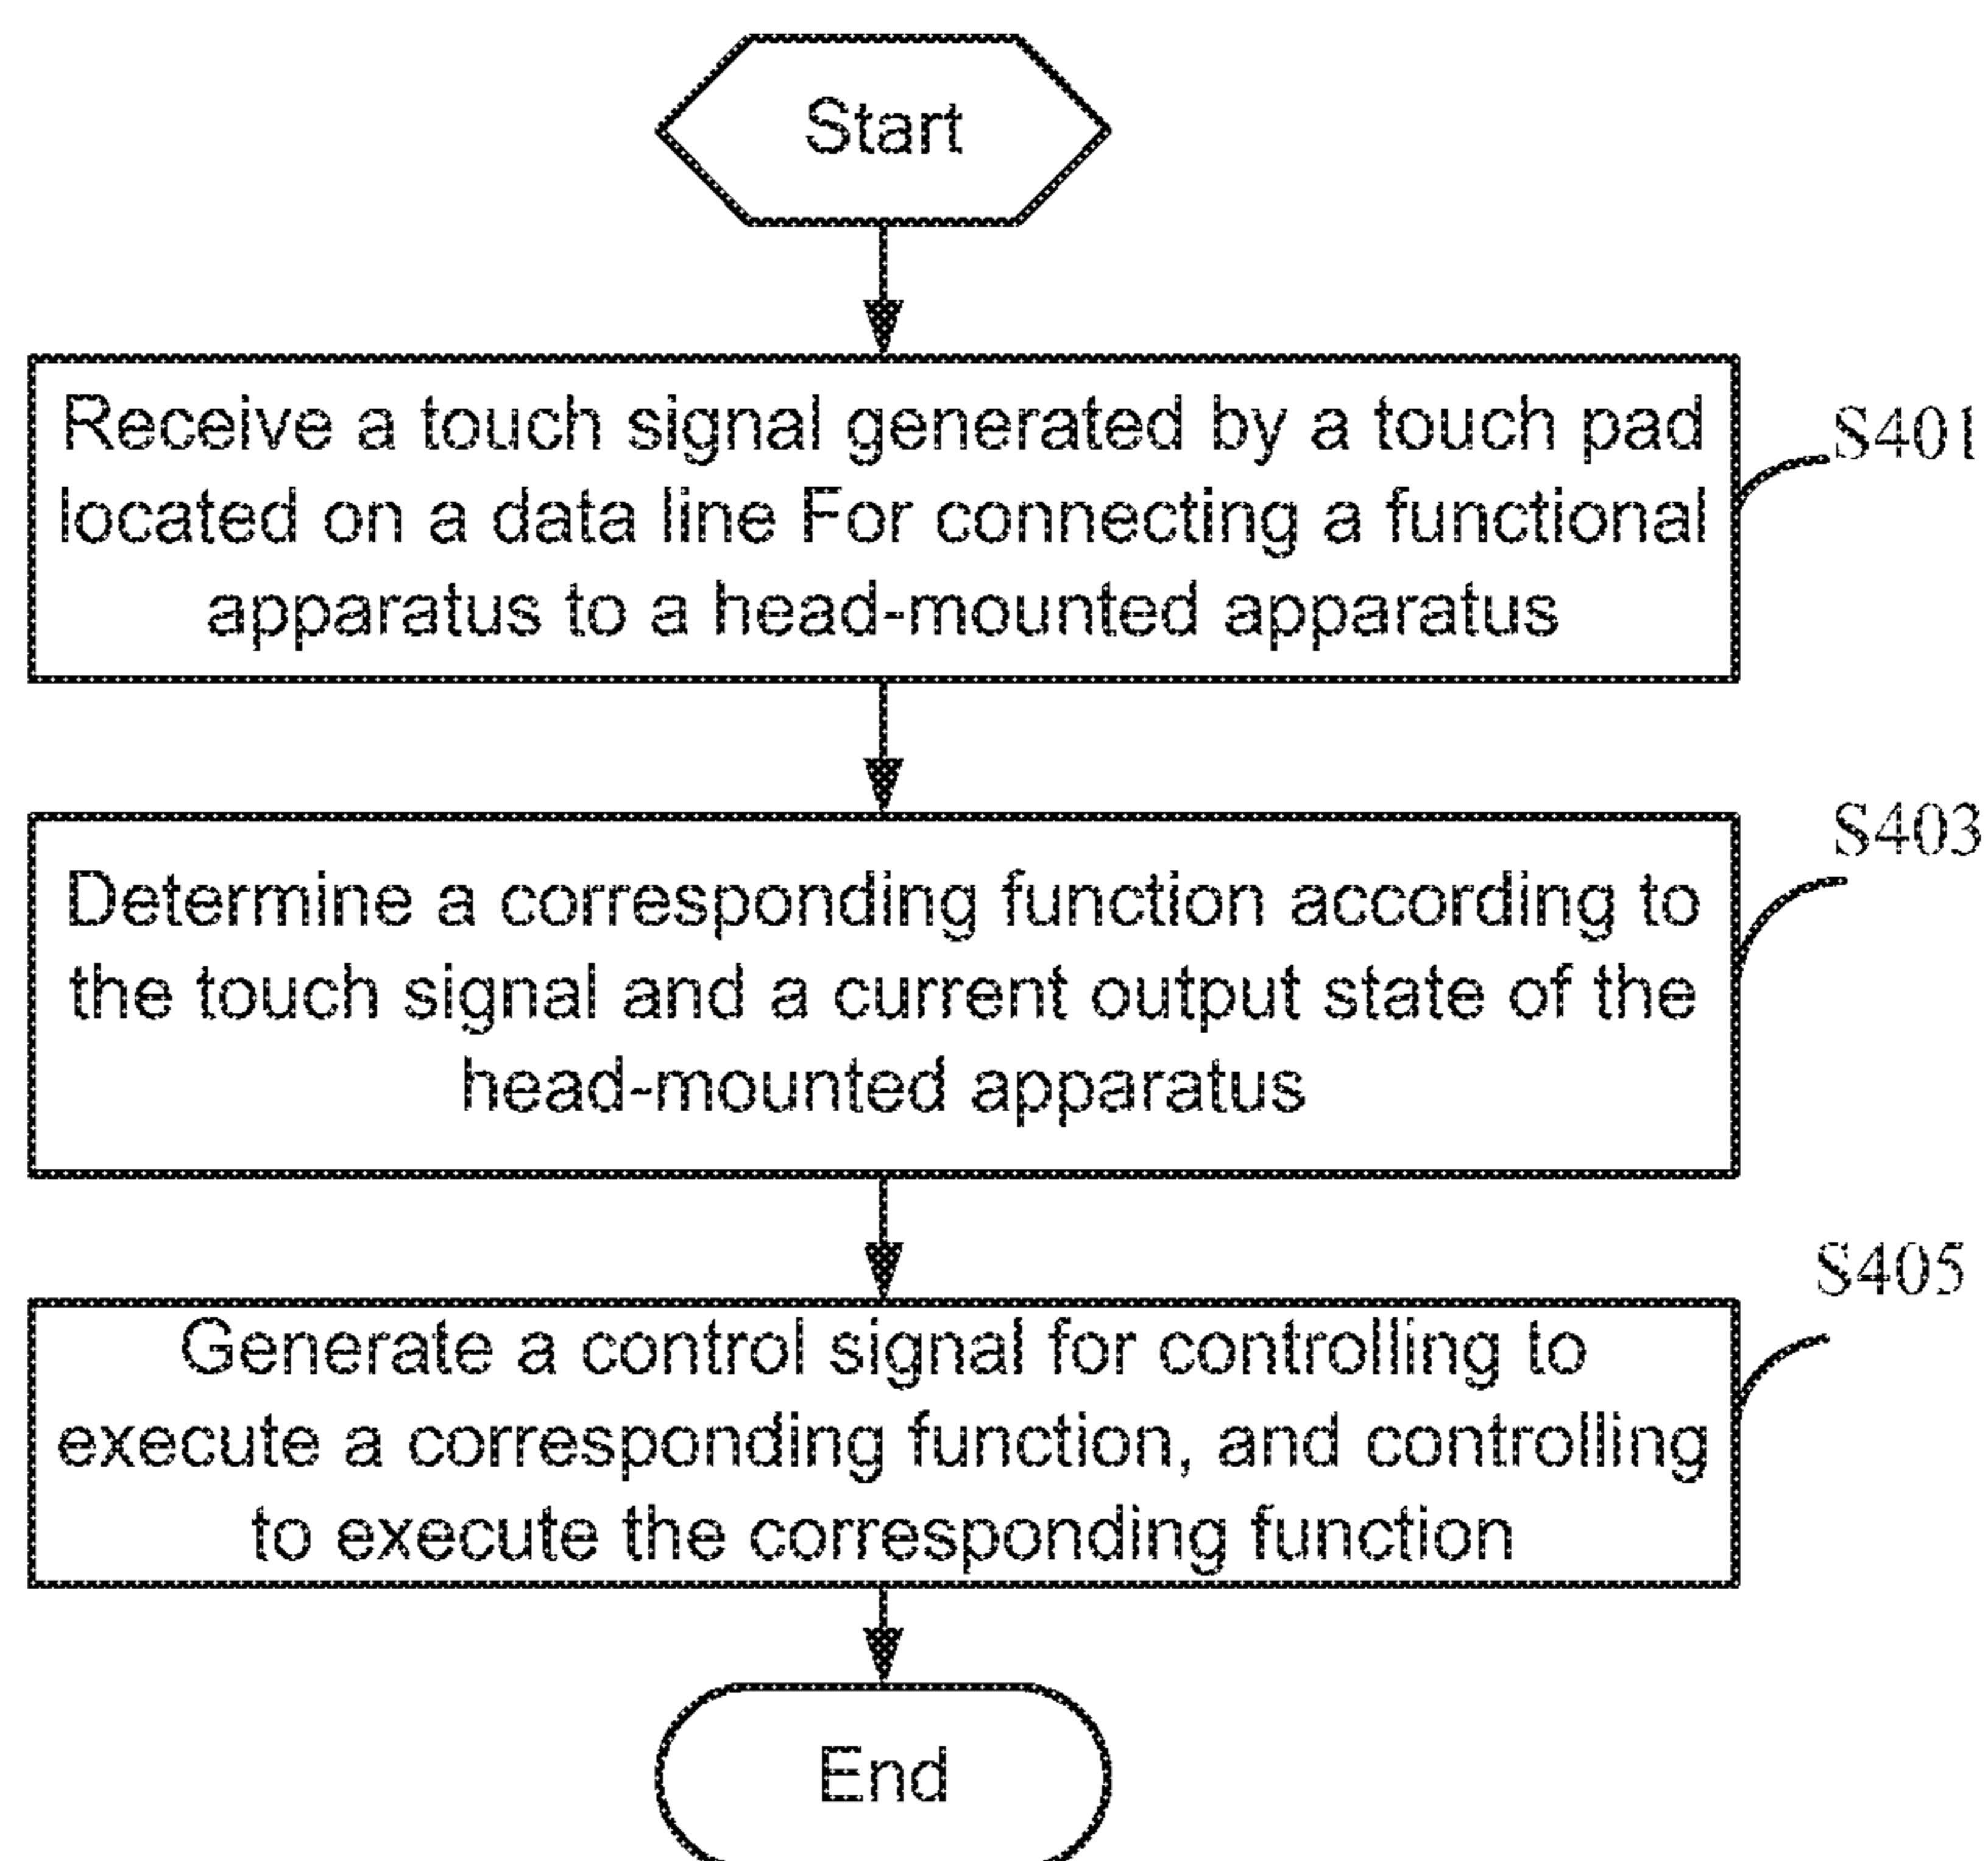 Start
Receive a touch signal generated by a touch pad
located on a data line For connecting a functional
apparatus to a head-mounted apparatus
S401
Determine a corresponding function according to
the touch signal and a current output state of the
head-mounted apparatus
S403
Generate a control signal for controlling to
execute a corresponding function, and controlling
to execute the corresponding function
S405
End